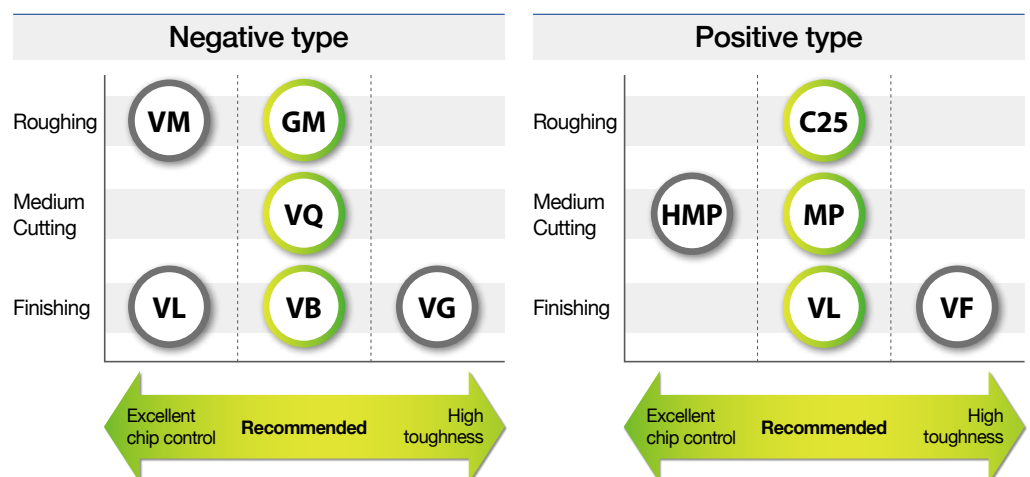 Negative type
Roughing
VM
GM
Medium
Cutting
VQ
Finishing
VL
VB
VG
Excellent
chip control
Recommended
High
toughness
Positive type
Roughing
C25
Medium
Cutting
HMP
MP
Finishing
VL
VF
Excellent
chip control
Recommended
High
toughness